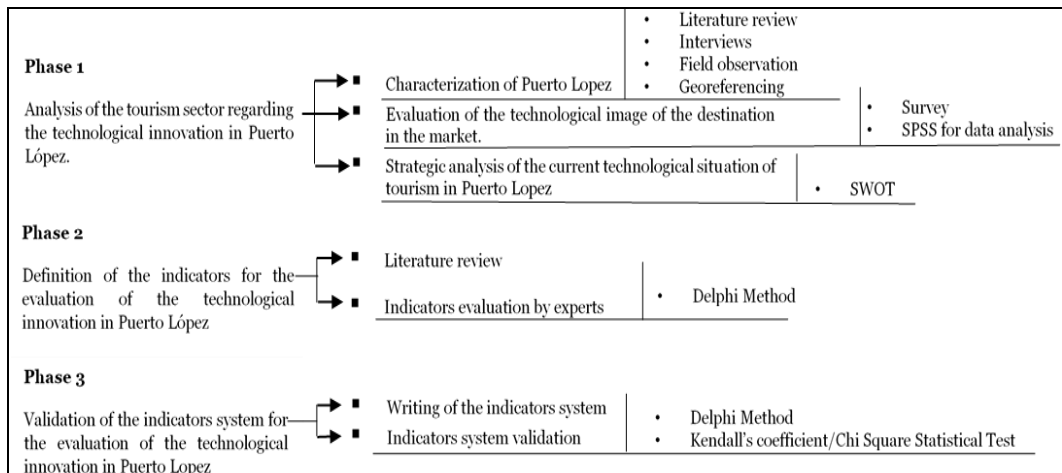 Phase 1
Analysis of the tourism sector regarding
the technological innovation in Puerto
López.
Characterization of Puerto Lopez
• Literature review
• Interviews
• Field observation
• Georeferencing
Evaluation of the technological image of the destination
in the market.
• Survey
• SPSS for data analysis
Strategic analysis of the current technological situation of
tourism in Puerto Lopez
• SWOT
Phase 2
Definition of the indicators for the
evaluation of the technological
innovation in Puerto López
Literature review
Indicators evaluation by experts
• Delphi Method
Phase 3
Validation of the indicators system for
the evaluation of the technological
innovation in Puerto Lopez
Writing of the indicators system
Indicators system validation
• Delphi Method
• Kendall's coefficient/Chi Square Statistical Test